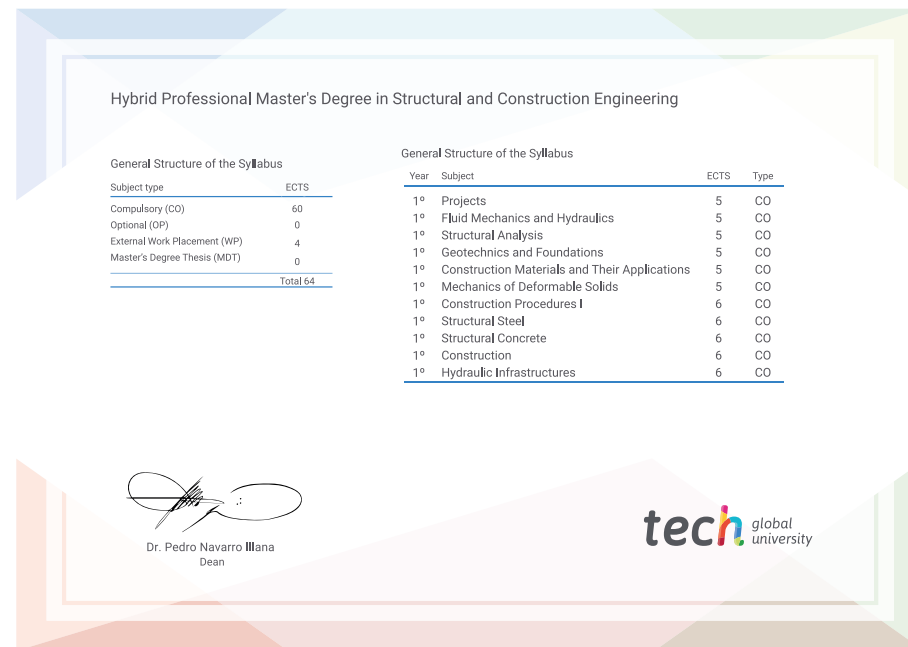 Hybrid Professional Master's Degree in Structural and Construction Engineering
General Structure of the Syllabus
Subject type ECTS
Compulsory (CO) 60
Optional (OP) 0
External Work Placement (WP) 4
Master's Degree Thesis (MDT) 0
Total 64
General Structure of the Syllabus
Year Subject ECTS Type
1º Projects 5 CO
1º Fluid Mechanics and Hydraulics 5 CO
1º Structural Analysis 5 CO
1º Geotechnics and Foundations 5 CO
1º Construction Materials and Their Applications 5 CO
1º Mechanics of Deformable Solids 5 CO
1º Construction Procedures I 6 CO
1º Structural Steel 6 CO
1º Structural Concrete 6 CO
1º Construction 6 CO
1º Hydraulic Infrastructures 6 CO
Dr. Pedro Navarro Illana
Dean
tech global
university